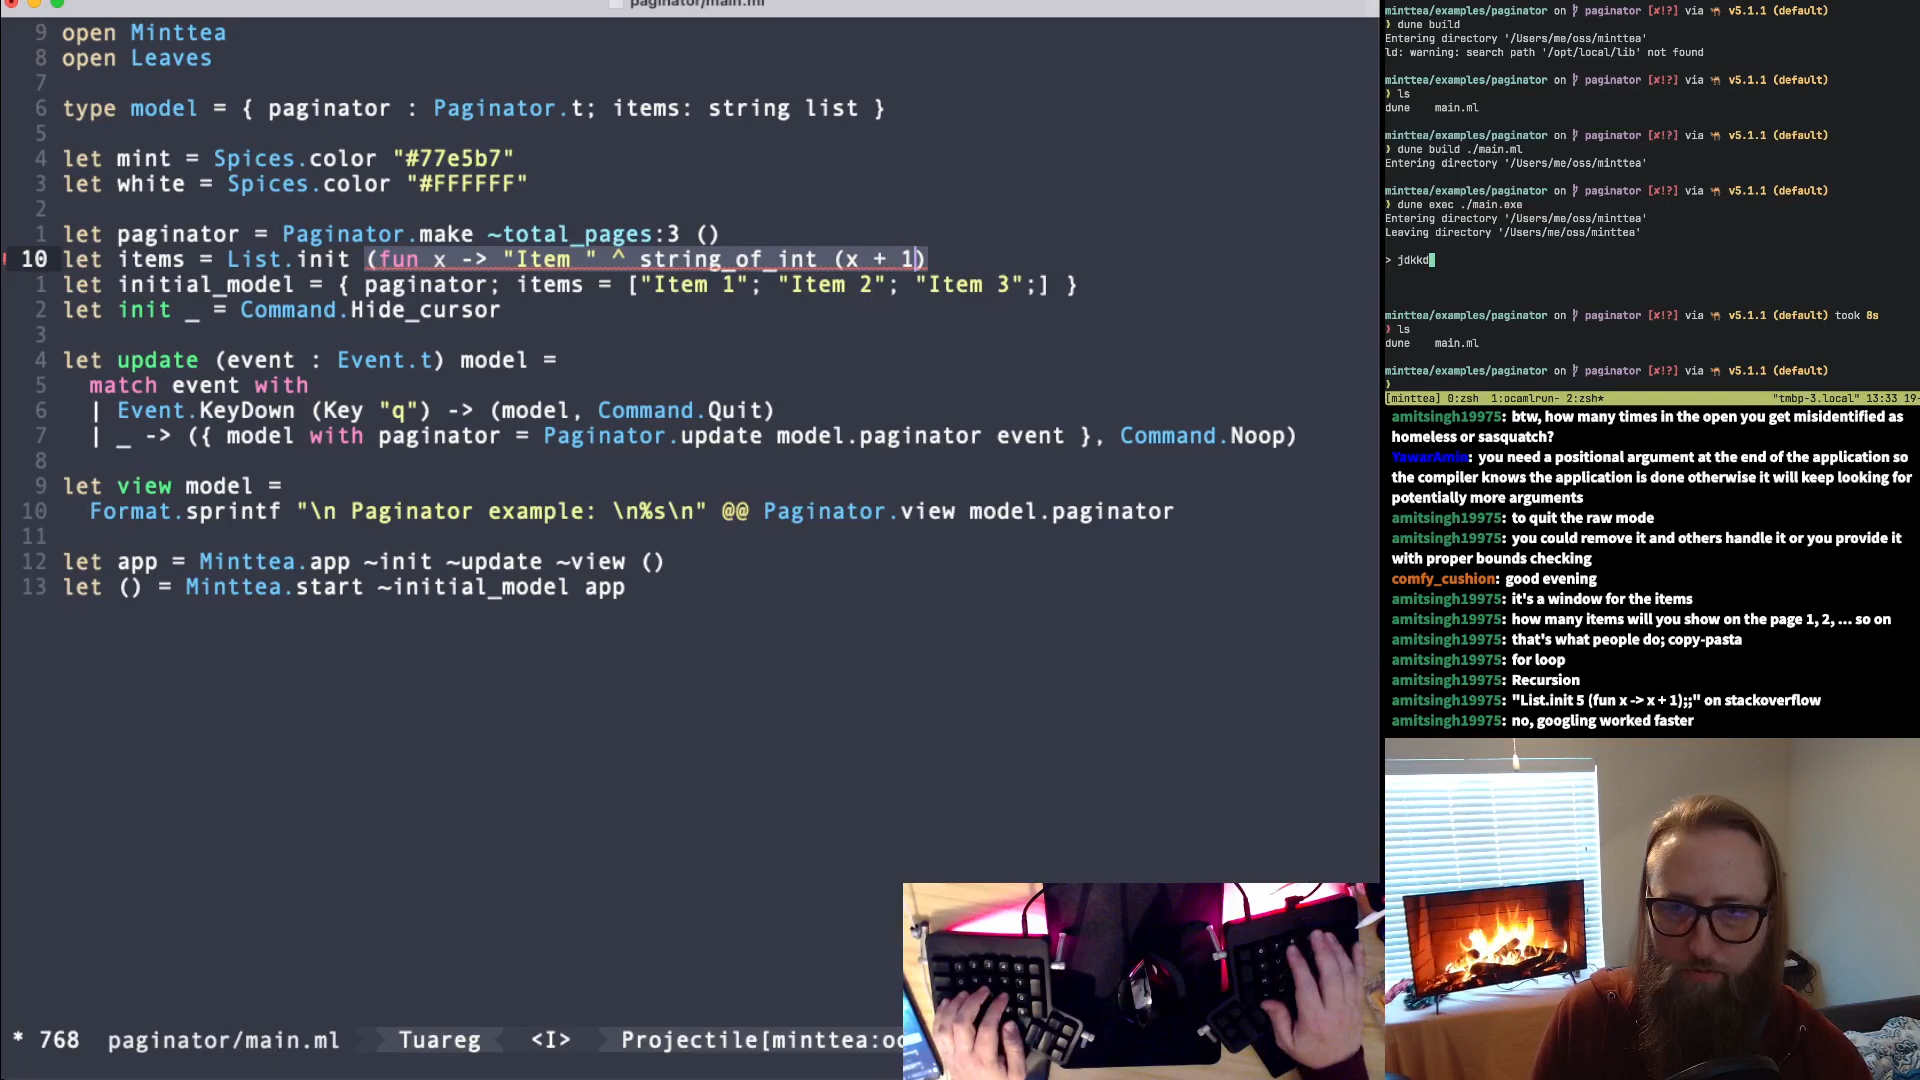 paginator/main.ml
9 open Minttea
8 open Leaves
7
6 type model = { paginator : Paginator.t; items: string list }
5
4 let mint = Spices.color "#77e5b7"
3 let white = Spices.color "#FFFFFF"
2
1 let paginator = Paginator.make ~total_pages:3 ()
! 10 let items = List.init (fun x -> "Item " ^ string_of_int (x + 1)
1 let initial_model = { paginator; items = ["Item 1"; "Item 2"; "Item 3";] }
2 let init _ = Command.Hide_cursor
3
4 let update (event : Event.t) model =
5 match event with
6 | Event.KeyDown (Key "q") -> (model, Command.Quit)
7 | _ -> ({ model with paginator = Paginator.update model.paginator event }, Command.Noop)
8
9 let view model =
10 Format.sprintf "\n Paginator example: \n%s\n" @@ Paginator.view model.paginator
11
12 let app = Minttea.app ~init ~update ~view ()
13 let () = Minttea.start ~initial_model app
* 768 paginator/main.ml Tuareg <I> Projectile[minttea:oc
minttea/examples/paginator on paginator [✘!?] via v5.1.1 (default)
❯ dune build
Entering directory '/Users/me/oss/minttea'
ld: warning: search path '/opt/local/lib' not found
minttea/examples/paginator on paginator [✘!?] via v5.1.1 (default)
❯ ls
dune main.ml
minttea/examples/paginator on paginator [✘!?] via v5.1.1 (default)
❯ dune build ./main.ml
Entering directory '/Users/me/oss/minttea'
minttea/examples/paginator on paginator [✘!?] via v5.1.1 (default)
❯ dune exec ./main.exe
Entering directory '/Users/me/oss/minttea'
Leaving directory '/Users/me/oss/minttea'
> jdkkd
minttea/examples/paginator on paginator [✘!?] via v5.1.1 (default) took 8s
❯ ls
dune main.ml
minttea/examples/paginator on paginator [✘!?] via v5.1.1 (default)
❯
[minttea] 0:zsh 1:ocamlrun- 2:zsh* "tmbp-3.local" 13:33 19-
amitsingh19975: btw, how many times in the open you get misidentified as
homeless or sasquatch?
YawarAmin: you need a positional argument at the end of the application so
the compiler knows the application is done otherwise it will keep looking for
potentially more arguments
amitsingh19975: to quit the raw mode
amitsingh19975: you could remove it and others handle it or you provide it
with proper bounds checking
comfy_cushion: good evening
amitsingh19975: it's a window for the items
amitsingh19975: how many items will you show on the page 1, 2, ... so on
amitsingh19975: that's what people do; copy-pasta
amitsingh19975: for loop
amitsingh19975: Recursion
amitsingh19975: "List.init 5 (fun x -> x + 1);;" on stackoverflow
amitsingh19975: no, googling worked faster